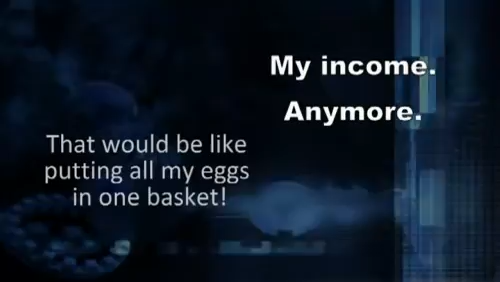 My income.
Anymore.
That would be like
putting all my eggs
in one basket!